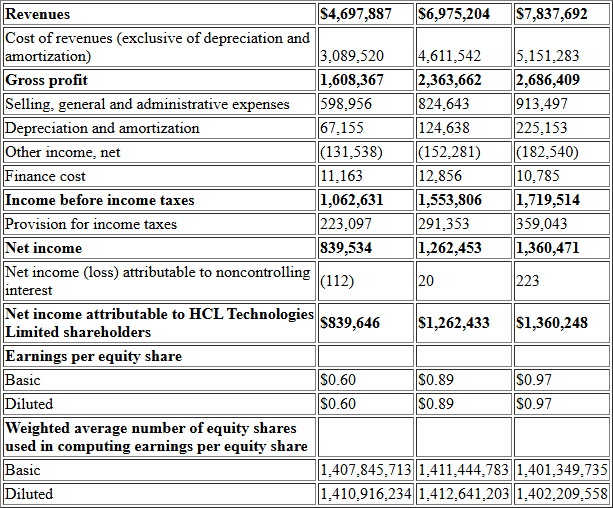 Revenues $4,697,887 $6,975,204 $7,837,692
Cost of revenues (exclusive of depreciation and
amortization) 3,089,520 4,611,542 5,151,283
Gross profit 1,608,367 2,363,662 2,686,409
Selling, general and administrative expenses 598,956 824,643 913,497
Depreciation and amortization 67,155 124,638 225,153
Other income, net (131,538) (152,281) (182,540)
Finance cost 11,163 12,856 10,785
Income before income taxes 1,062,631 1,553,806 1,719,514
Provision for income taxes 223,097 291,353 359,043
Net income 839,534 1,262,453 1,360,471
Net income (loss) attributable to noncontrolling
interest (112) 20 223
Net income attributable to HCL Technologies
Limited shareholders $839,646 $1,262,433 $1,360,248
Earnings per equity share
Basic $0.60 $0.89 $0.97
Diluted $0.60 $0.89 $0.97
Weighted average number of equity shares
used in computing earnings per equity share
Basic 1,407,845,713 1,411,444,783 1,401,349,735
Diluted 1,410,916,234 1,412,641,203 1,402,209,558